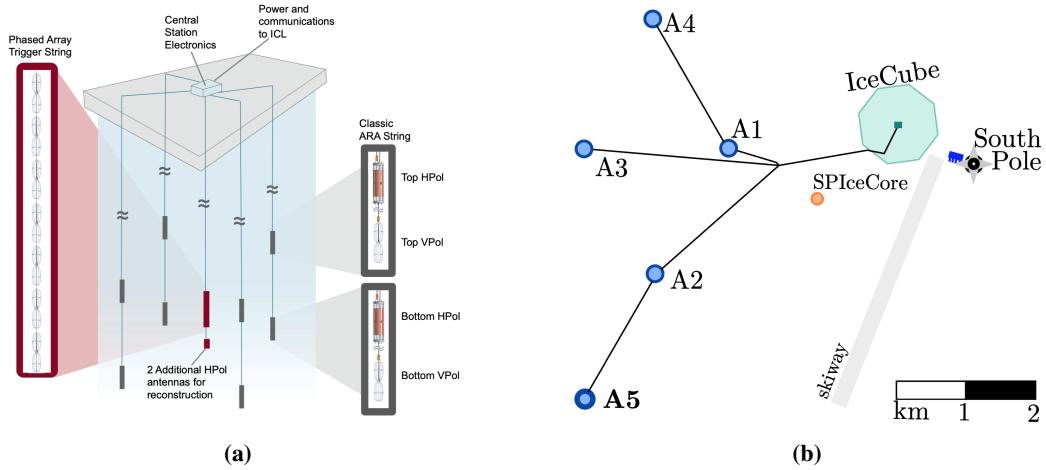 Phased Array
Trigger String
Central
Station
Electronics
Power and
communications
to ICL
Classic
ARA String
Top HPol
Top VPol
Bottom HPol
Bottom VPol
2 Additional HPol
antennas for
reconstruction
(a)
A4
IceCube
A1
A3
South
Pole
SPIceCore
A2
skiway
A5
km 1 2
(b)